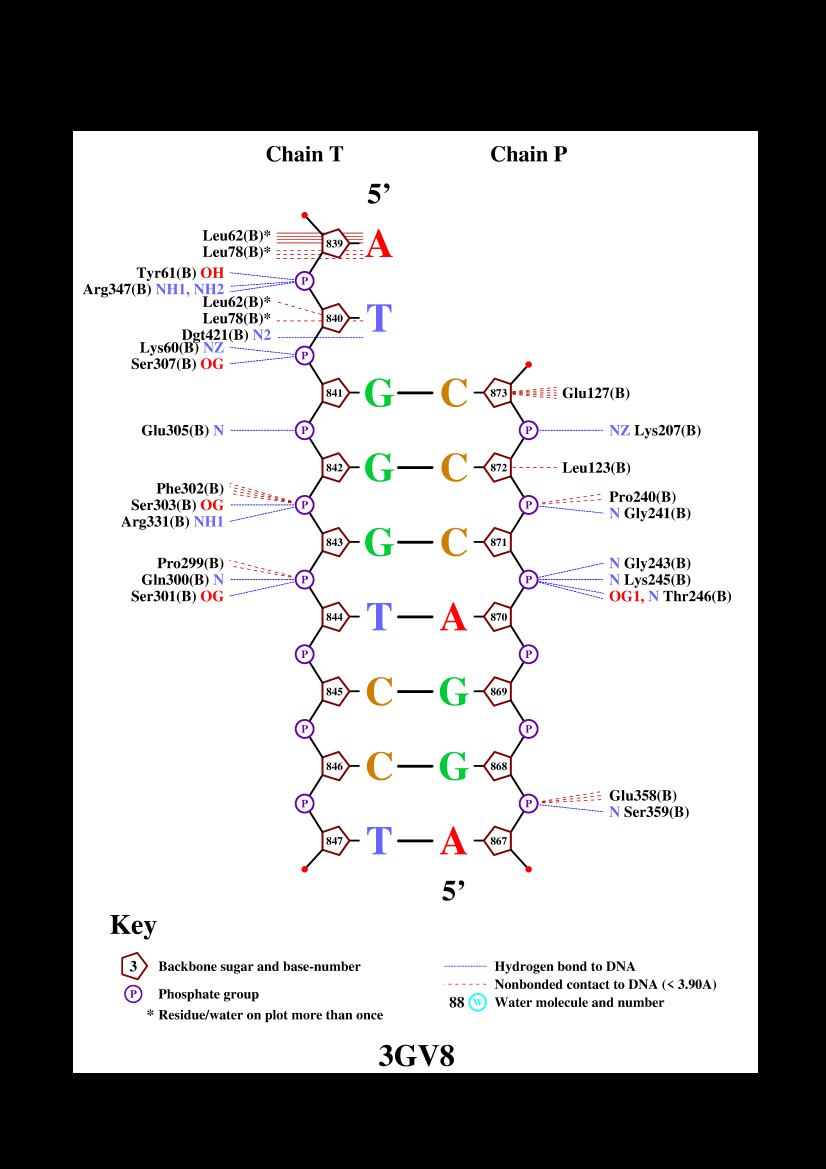 Chain T Chain P
5’
Leu62(B)* 839 A
Leu78(B)*
Tyr61(B) OH P
Arg347(B) NH1, NH2
Leu62(B)*
Leu78(B)* 840 T
Dgt421(B) N2
Lys60(B) NZ P
Ser307(B) OG
841 G C 873 Glu127(B)
Glu305(B) N P P NZ Lys207(B)
842 G C 872 Leu123(B)
Phe302(B)
Ser303(B) OG P P Pro240(B)
Arg331(B) NH1 N Gly241(B)
843 G C 871
Pro299(B) N Gly243(B)
Gln300(B) N P P N Lys245(B)
Ser301(B) OG OG1, N Thr246(B)
844 T A 870
P P
845 C G 869
P P
846 C G 868
P P Glu358(B)
N Ser359(B)
847 T A 867
5’
Key
3 Backbone sugar and base-number Hydrogen bond to DNA
Nonbonded contact to DNA (< 3.90A)
P Phosphate group 88 W Water molecule and number
* Residue/water on plot more than once
3GV8